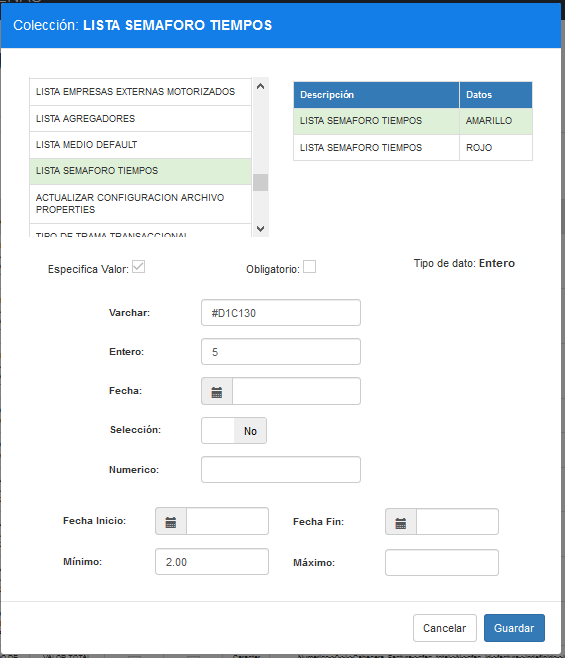 Colección: LISTA SEMAFORO TIEMPOS
LISTA EMPRESAS EXTERNAS MOTORIZADOS
LISTA AGREGADORES
LISTA MEDIO DEFAULT
LISTA SEMAFORO TIEMPOS
ACTUALIZAR CONFIGURACION ARCHIVO
PROPERTIES
TIPO DE TRAMA TRANSACCIONAL
Descripción Datos
LISTA SEMAFORO TIEMPOS AMARILLO
LISTA SEMAFORO TIEMPOS ROJO
Especifica Valor:
Obligatorio:
Tipo de dato: Entero
Varchar: #D1C130
Entero: 5
Fecha:
Selección: No
Numerico:
Fecha Inicio:
Fecha Fin:
Mínimo: 2.00
Máximo:
Cancelar Guardar